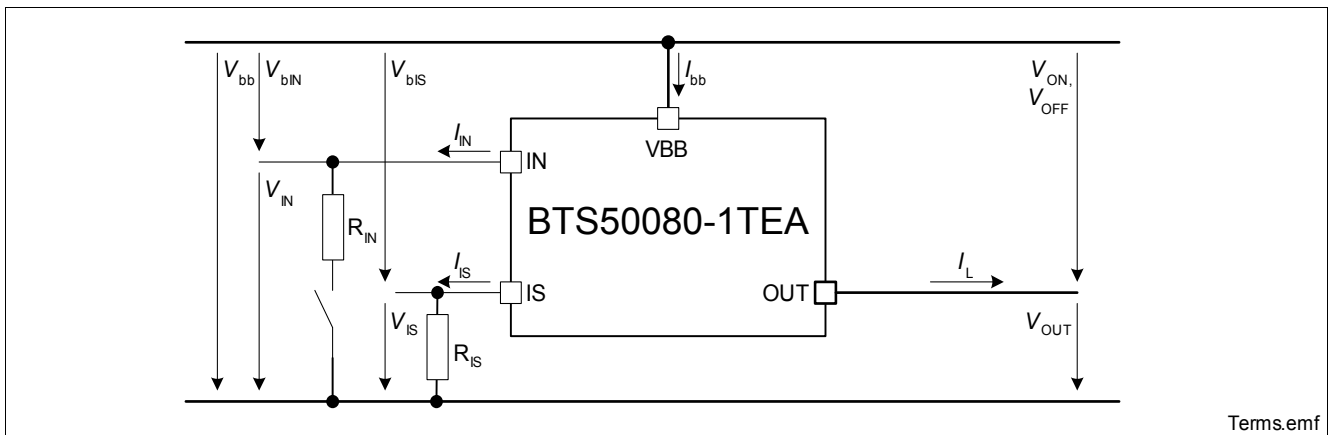 V_bb V_bIN V_bIS I_bb V_ON,
V_OFF
I_IN IN VBB
V_IN
R_IN BTS50080-1TEA
I_IS IS OUT I_L
V_IS R_IS V_OUT
Terms.emf